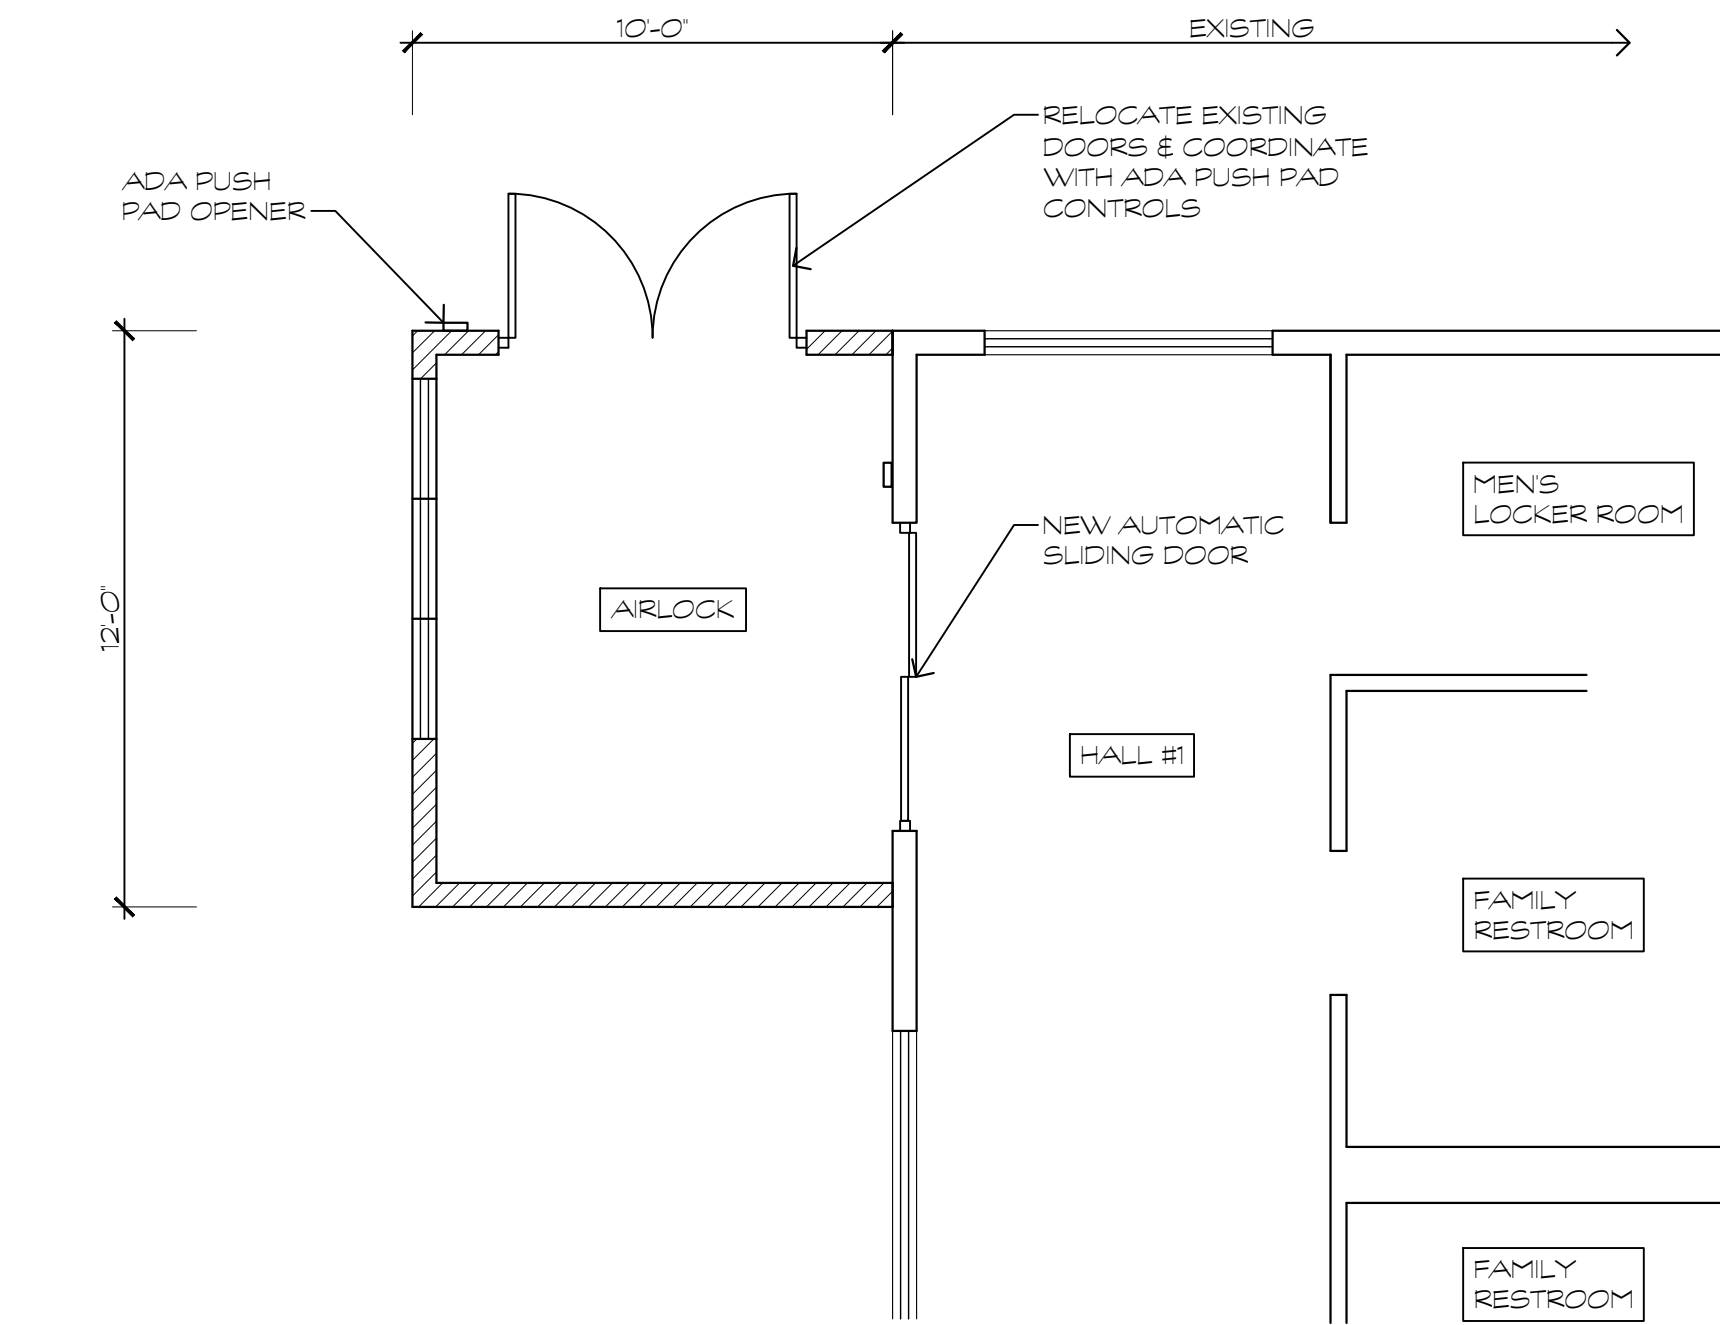 10'-0"
EXISTING
RELOCATE EXISTING
DOORS & COORDINATE
WITH ADA PUSH PAD
CONTROLS
ADA PUSH
PAD OPENER
MEN'S
LOCKER ROOM
NEW AUTOMATIC
SLIDING DOOR
AIRLOCK
12'-0"
HALL #1
FAMILY
RESTROOM
FAMILY
RESTROOM